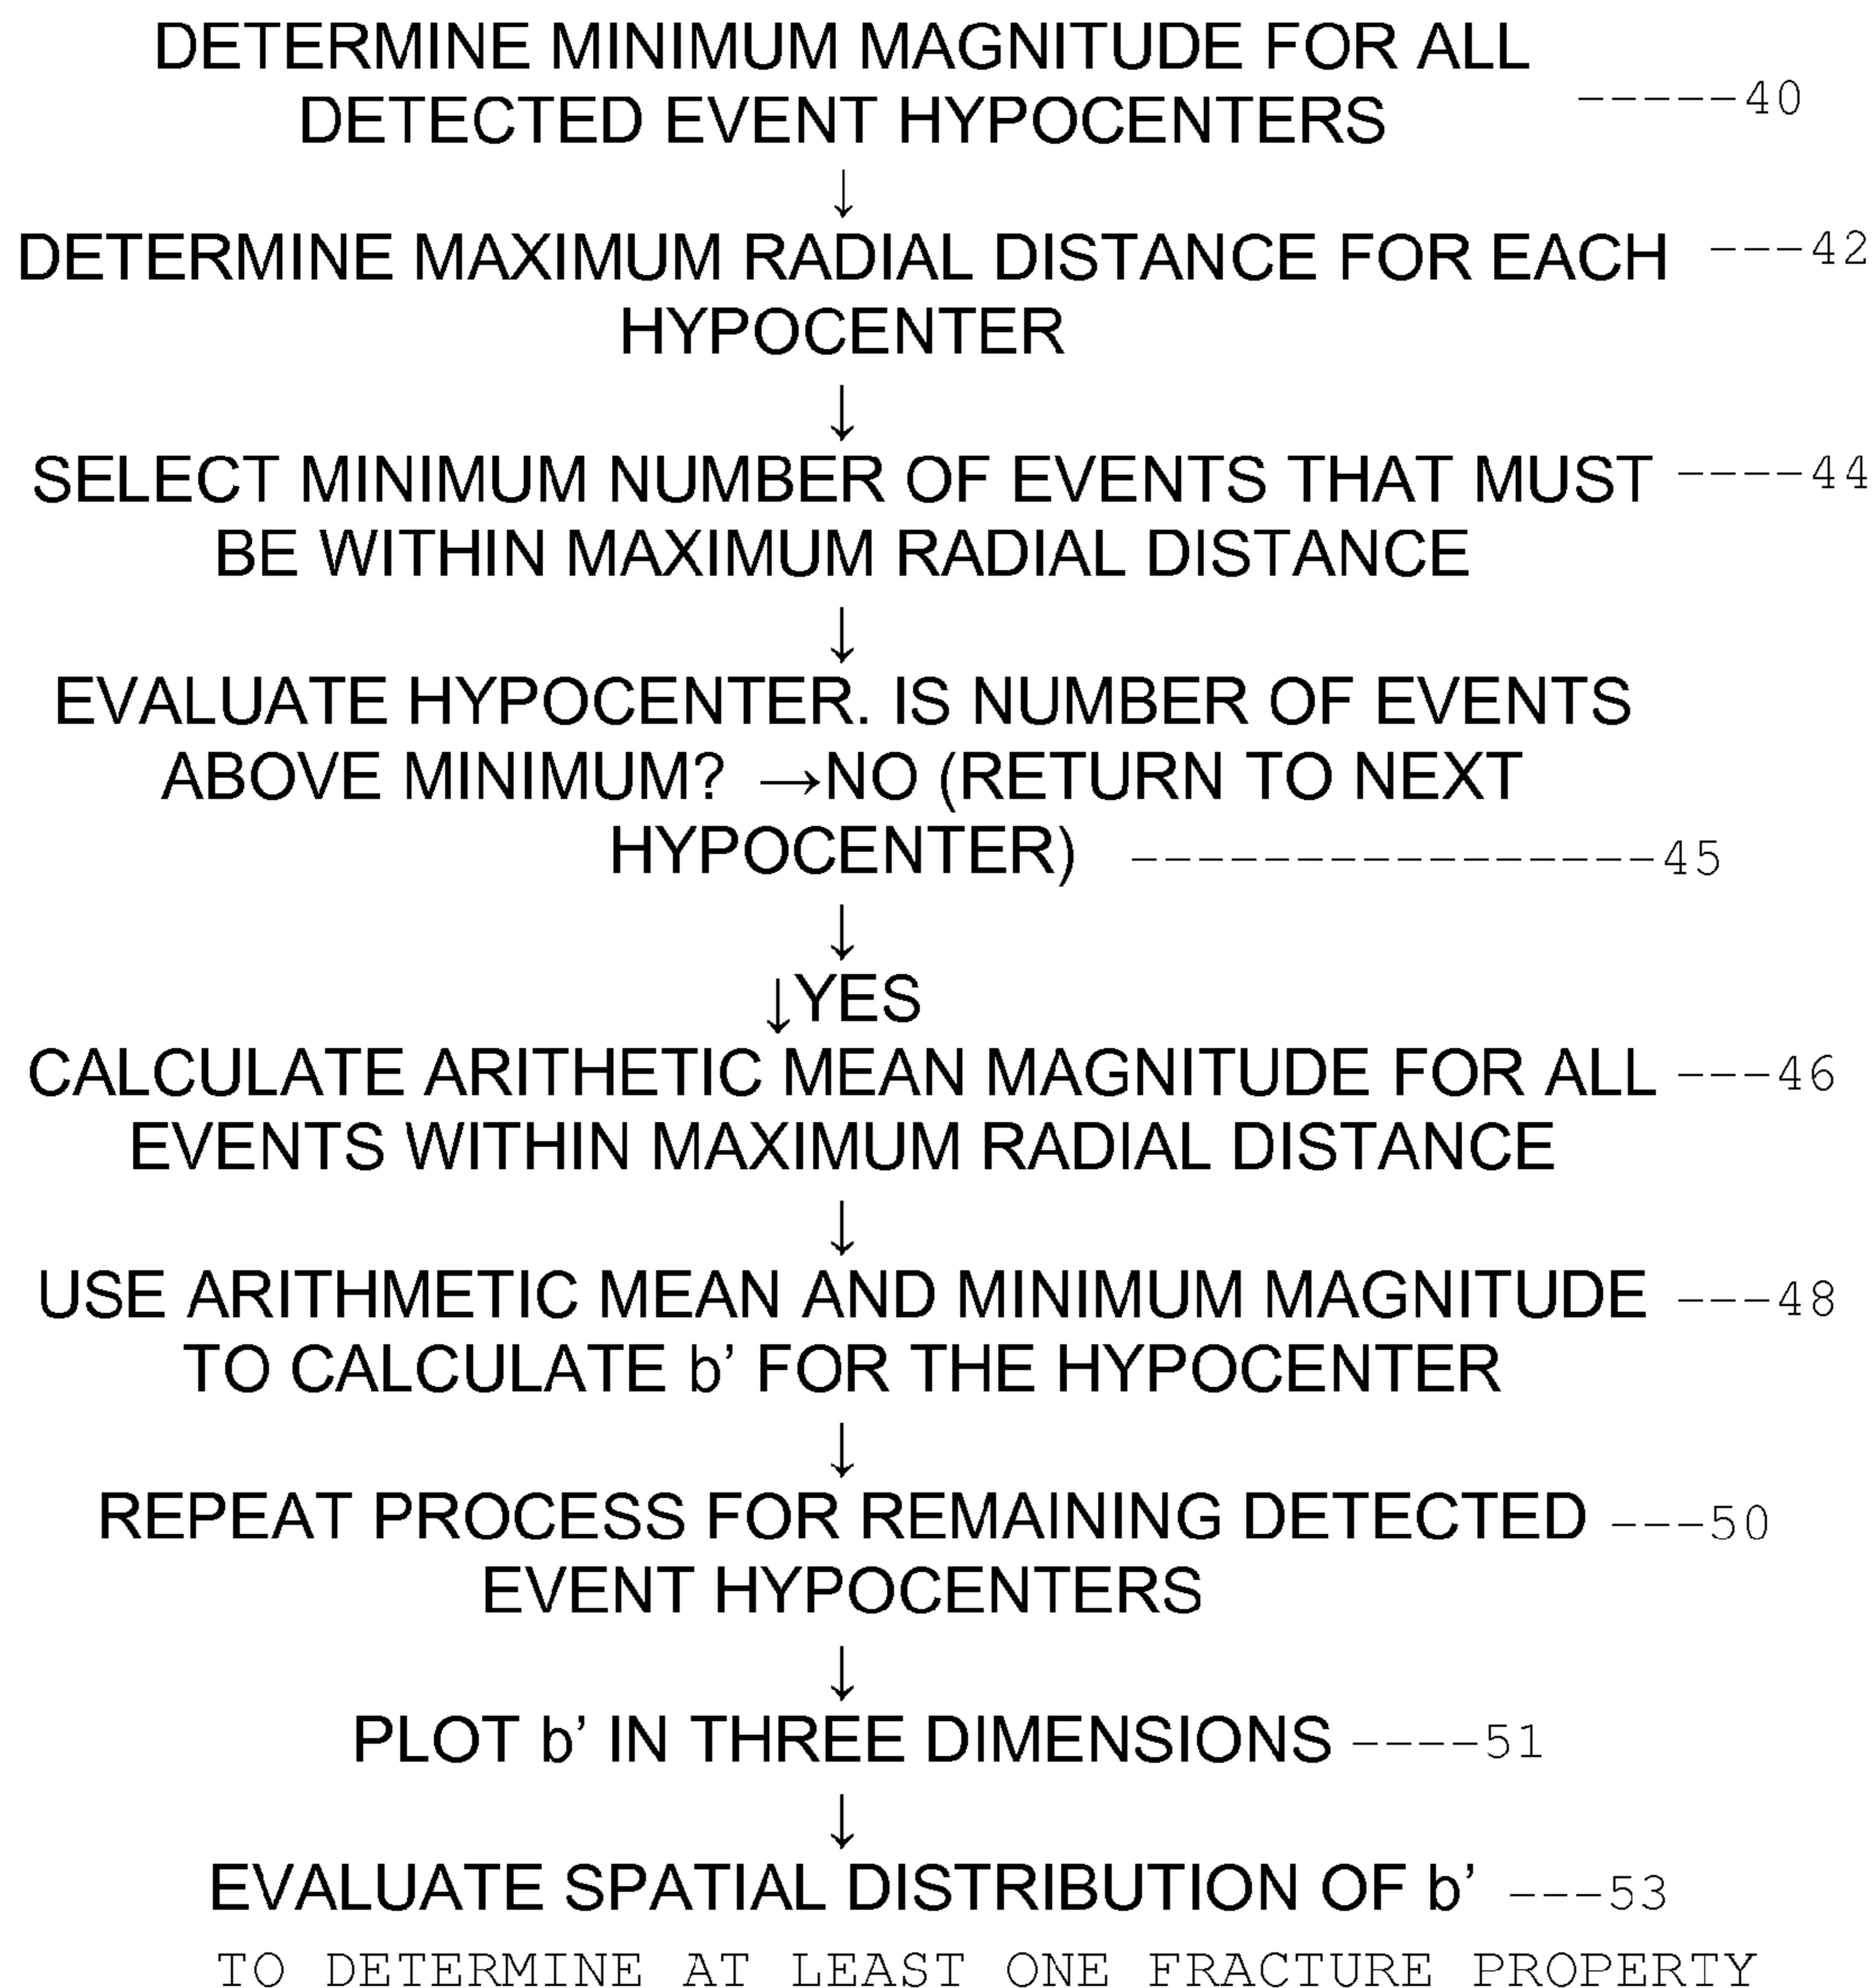 DETERMINE MINIMUM MAGNITUDE FOR ALL
DETECTED EVENT HYPOCENTERS -----40
↓
DETERMINE MAXIMUM RADIAL DISTANCE FOR EACH ---42
HYPOCENTER
↓
SELECT MINIMUM NUMBER OF EVENTS THAT MUST ----44
BE WITHIN MAXIMUM RADIAL DISTANCE
↓
EVALUATE HYPOCENTER. IS NUMBER OF EVENTS
ABOVE MINIMUM? →NO (RETURN TO NEXT
HYPOCENTER) ----------------45
↓
↓YES
CALCULATE ARITHETIC MEAN MAGNITUDE FOR ALL ---46
EVENTS WITHIN MAXIMUM RADIAL DISTANCE
↓
USE ARITHMETIC MEAN AND MINIMUM MAGNITUDE ---48
TO CALCULATE b’ FOR THE HYPOCENTER
↓
REPEAT PROCESS FOR REMAINING DETECTED ---50
EVENT HYPOCENTERS
↓
PLOT b’ IN THREE DIMENSIONS ----51
↓
EVALUATE SPATIAL DISTRIBUTION OF b’ ---53
TO DETERMINE AT LEAST ONE FRACTURE PROPERTY